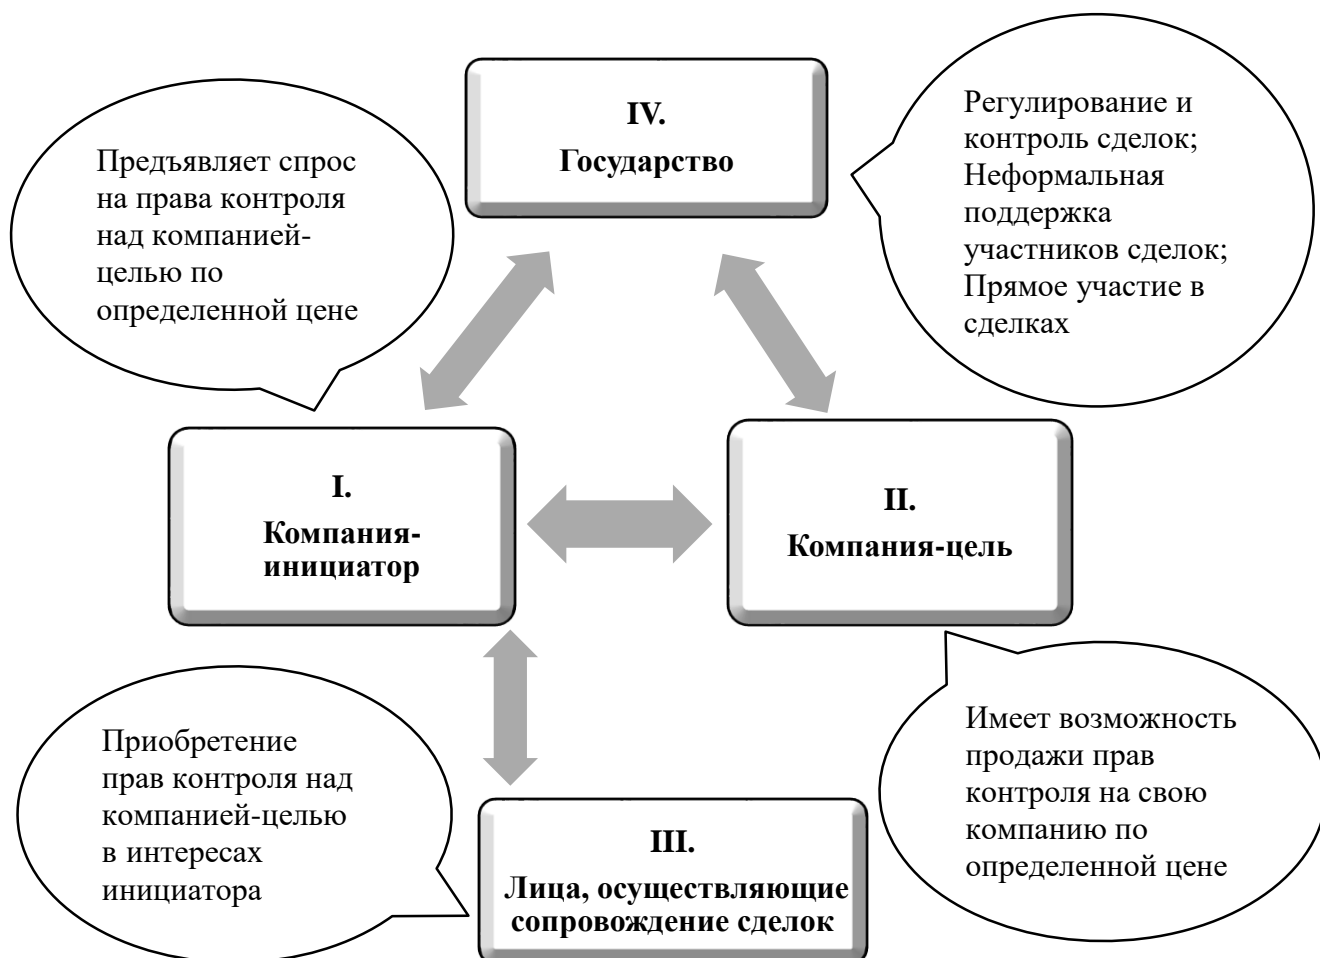 IV.
Государство
Регулирование и
контроль сделок;
Неформальная
поддержка
участников сделок;
Прямое участие в
сделках
Предъявляет спрос
на права контроля
над компанией-
целью по
определенной цене
I.
Компания-
инициатор
II.
Компания-цель
Приобретение
прав контроля над
компанией-целью
в интересах
инициатора
Имеет возможность
продажи прав
контроля на свою
компанию по
определенной цене
III.
Лица, осуществляющие
сопровождение сделок